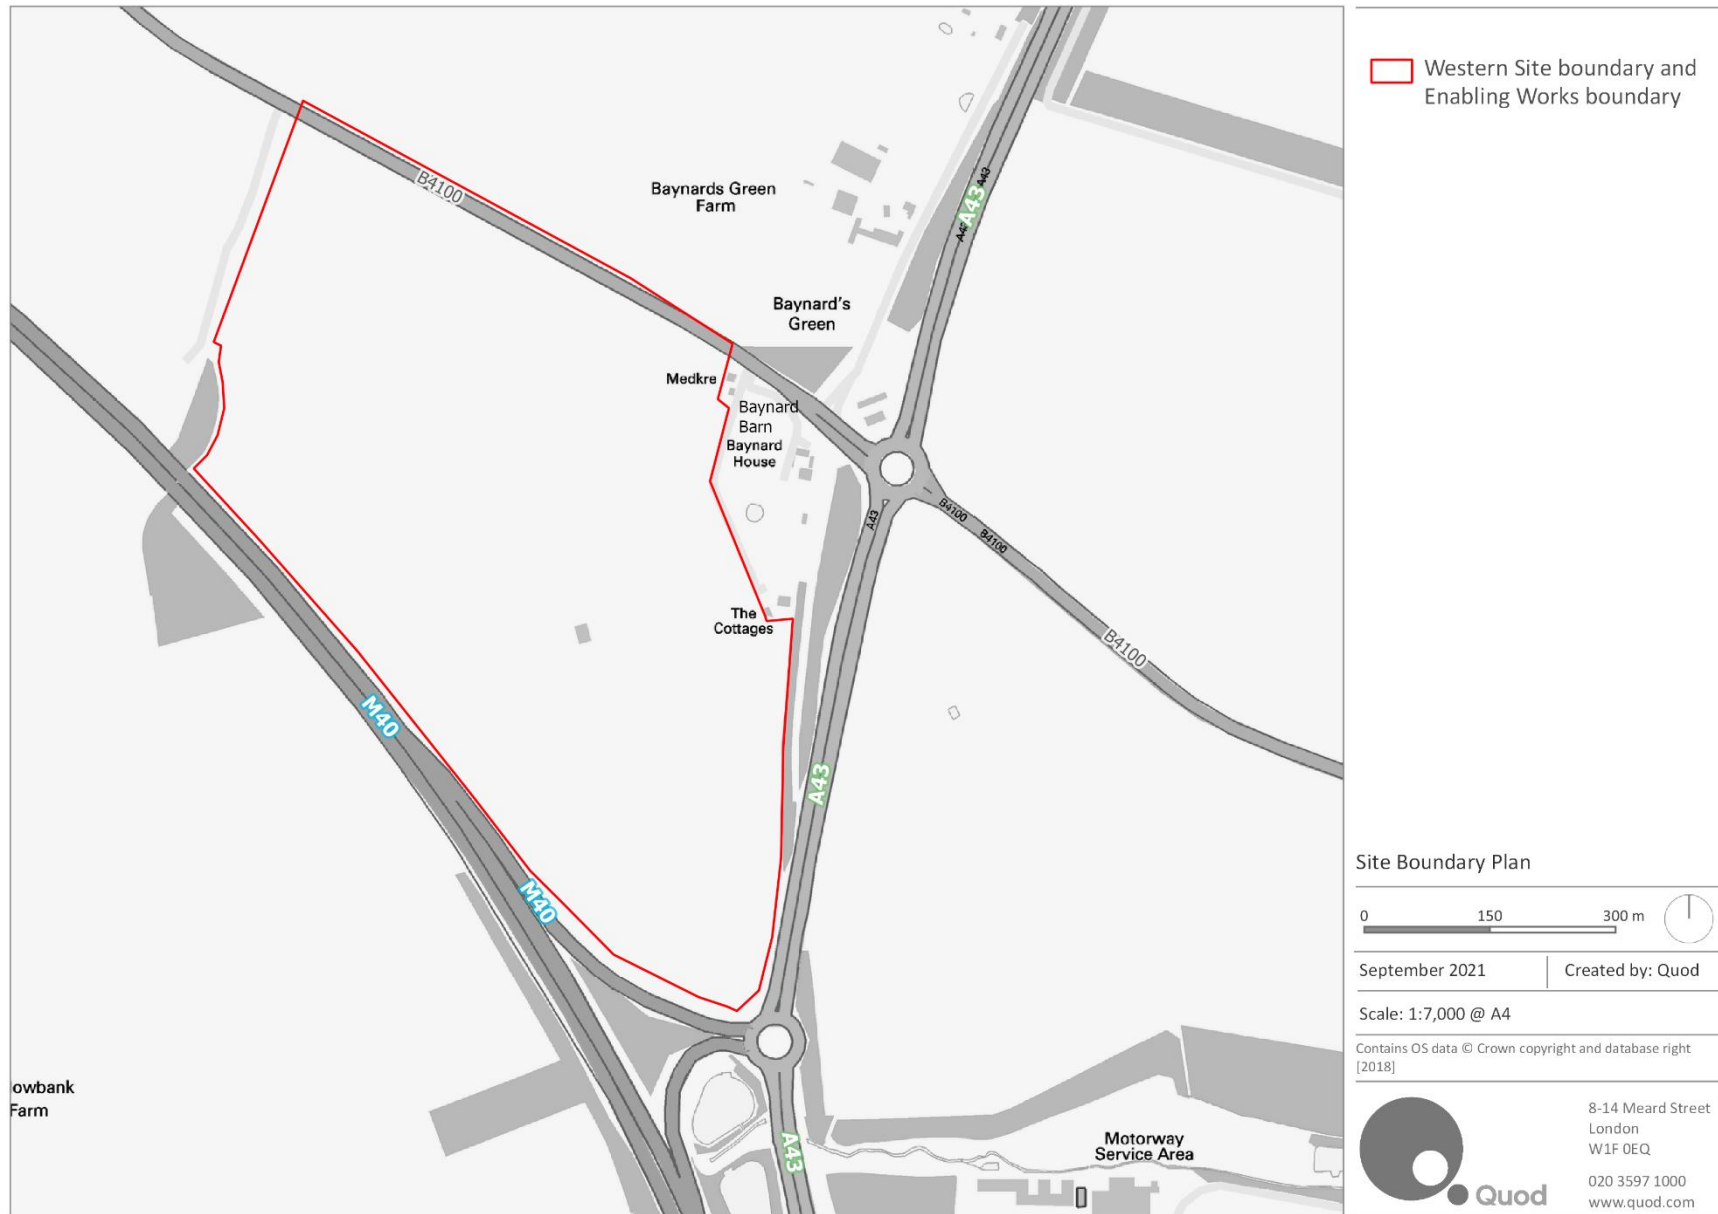 B4100
Baynards Green
Farm
A43
A43
A43
Baynard's
Green
Medkre
Baynard
Barn
Baynard
House
A43
B4100
B4100
The
Cottages
B4100
M40
A43
M40
lowbank
Farm
A43
Motorway
Service Area
Western Site boundary and
Enabling Works boundary
Site Boundary Plan
0 150 300 m
September 2021 Created by: Quod
Scale: 1:7,000 @ A4
Contains OS data © Crown copyright and database right
[2018]
8-14 Meard Street
London
W1F 0EQ
020 3597 1000
www.quod.com
Quod